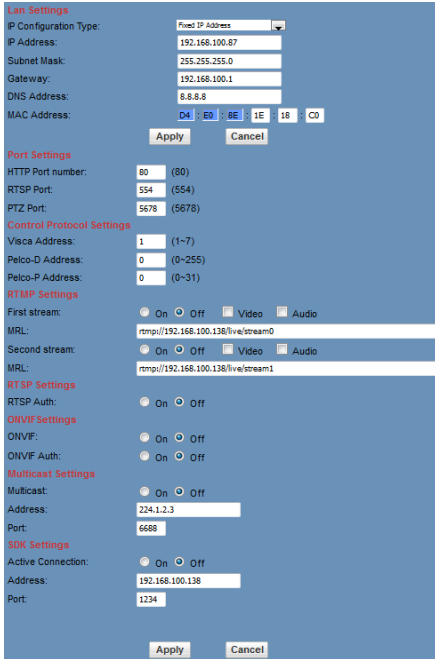 Lan Settings
IP Configuration Type: Fixed IP Address
IP Address: 192.168.100.87
Subnet Mask: 255.255.255.0
Gateway: 192.168.100.1
DNS Address: 8.8.8.8
MAC Address: D4 : E0 : 8E : 1E : 18 : C0
Apply Cancel
Port Settings
HTTP Port number: 80 (80)
RTSP Port: 554 (554)
PTZ Port: 5678 (5678)
Control Protocol Settings
Visca Address: 1 (1~7)
Pelco-D Address: 0 (0~255)
Pelco-P Address: 0 (0~31)
RTMP Settings
First stream: On Off Video Audio
MRL: rtmp://192.168.100.138/live/stream0
Second stream: On Off Video Audio
MRL: rtmp://192.168.100.138/live/stream1
RTSP Settings
RTSP Auth: On Off
ONVIFSettings
ONVIF: On Off
ONVIF Auth: On Off
Multicast Settings
Multicast: On Off
Address: 224.1.2.3
Port: 6688
SDK Settings
Active Connection: On Off
Address: 192.168.100.138
Port: 1234
Apply Cancel